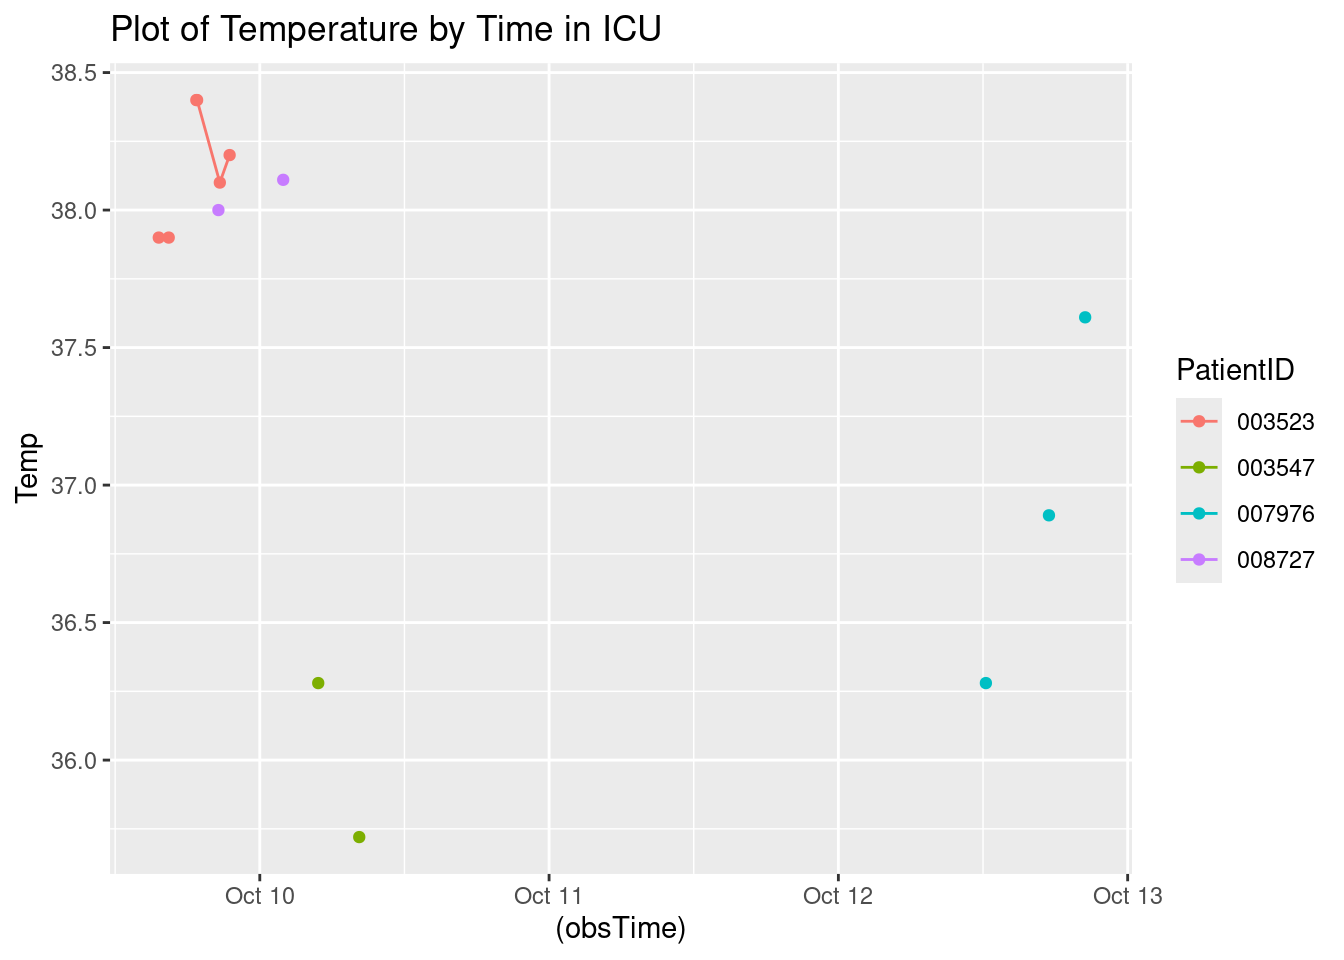 Plot of Temperature by Time in ICU
38.5
38.0
37.5
37.0
36.5
36.0
Temp
Oct 10 Oct 11 Oct 12 Oct 13
(obsTime)
PatientID
003523
003547
007976
008727